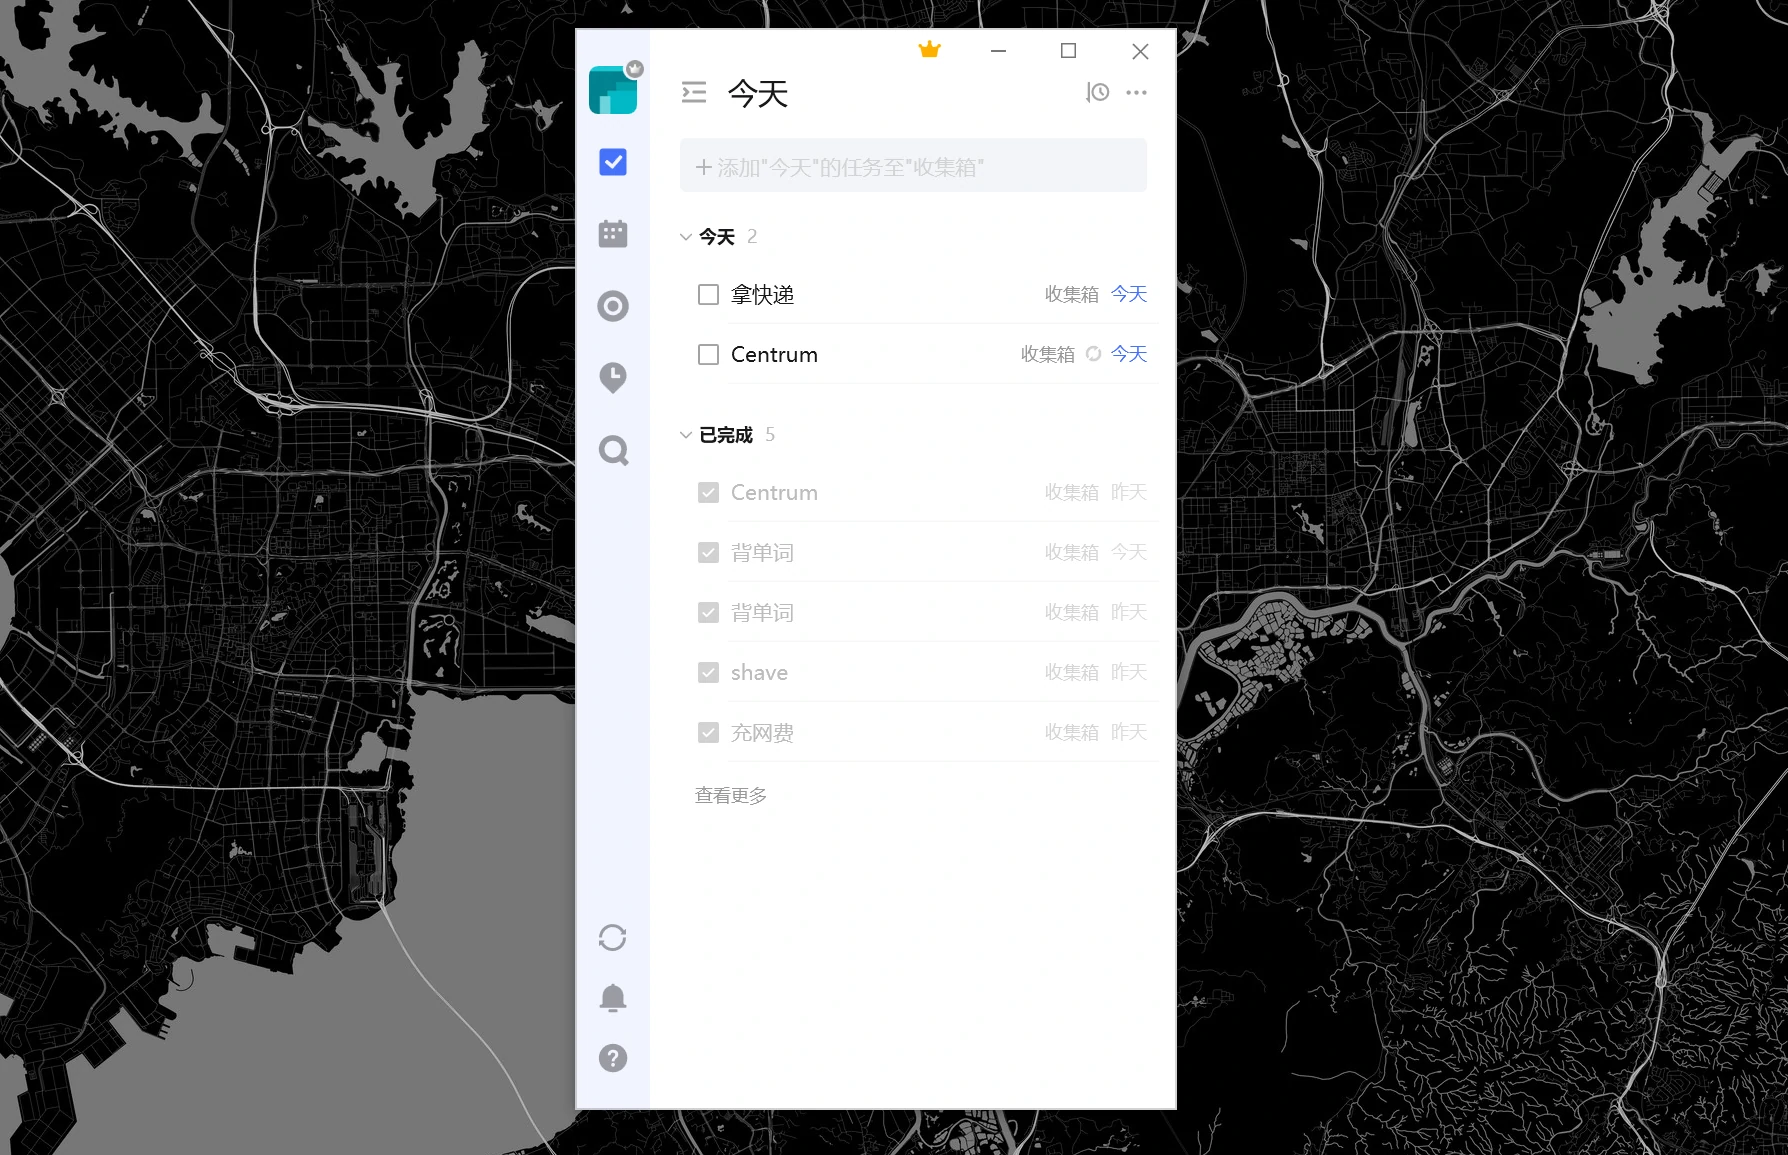 今天
添加"今天"的任务至"收集箱"
今天 2
拿快递 收集箱 今天
Centrum 收集箱 今天
已完成 5
Centrum 收集箱 昨天
背单词 收集箱 今天
背单词 收集箱 昨天
shave 收集箱 昨天
充网费 收集箱 昨天
查看更多